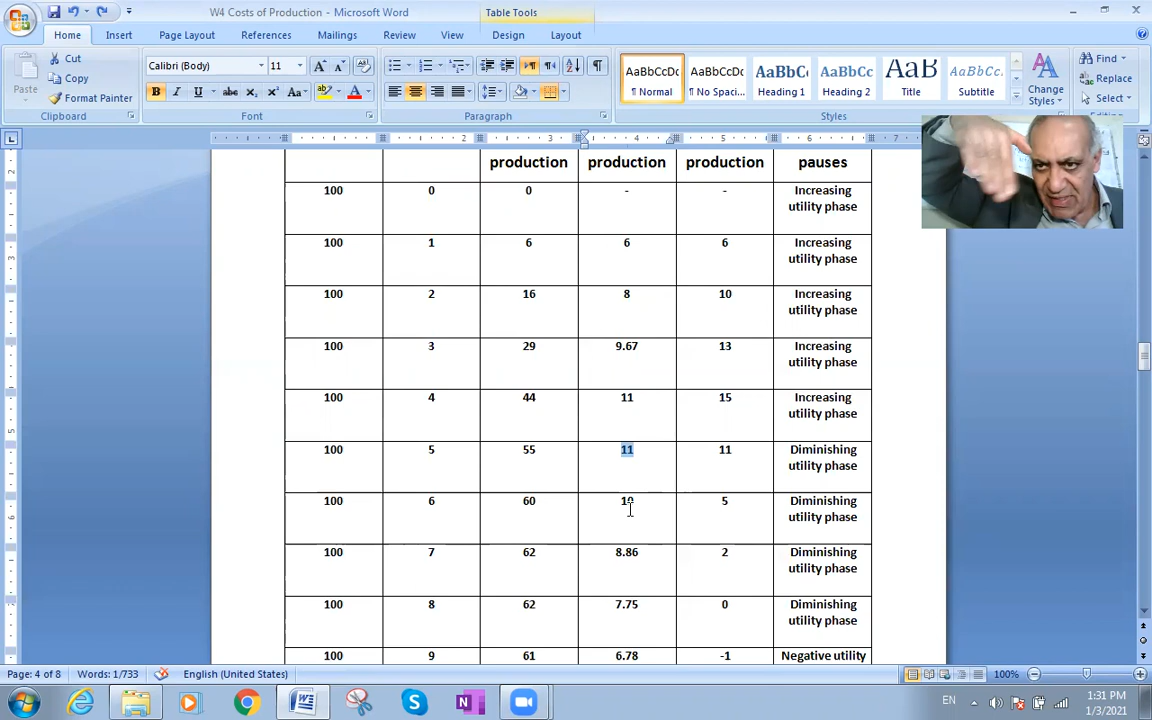 W4 Costs of Production - Microsoft Word
Table Tools
Home Insert Page Layout References Mailings Review View Design Layout
Paste
Cut
Copy
Format Painter
Clipboard
Calibri (Body) 11
B I U abc x₂ x² Aa
Font
Paragraph
AaBbCcDc AaBbCcDc AaBbC AaBbCc AaB AaBbCc.
¶ Normal ¶ No Spaci... Heading 1 Heading 2 Title Subtitle
Change Styles
Styles
Find
Replace
Select
Editing
production production production pauses
100 0 0 - - Increasing
utility phase
100 1 6 6 6 Increasing
utility phase
100 2 16 8 10 Increasing
utility phase
100 3 29 9.67 13 Increasing
utility phase
100 4 44 11 15 Increasing
utility phase
100 5 55 11 11 Diminishing
utility phase
100 6 60 10 5 Diminishing
utility phase
100 7 62 8.86 2 Diminishing
utility phase
100 8 62 7.75 0 Diminishing
utility phase
100 9 61 6.78 -1 Negative utility
Page: 4 of 8 Words: 1/733 English (United States) 100%
EN 1:31 PM
1/3/2021